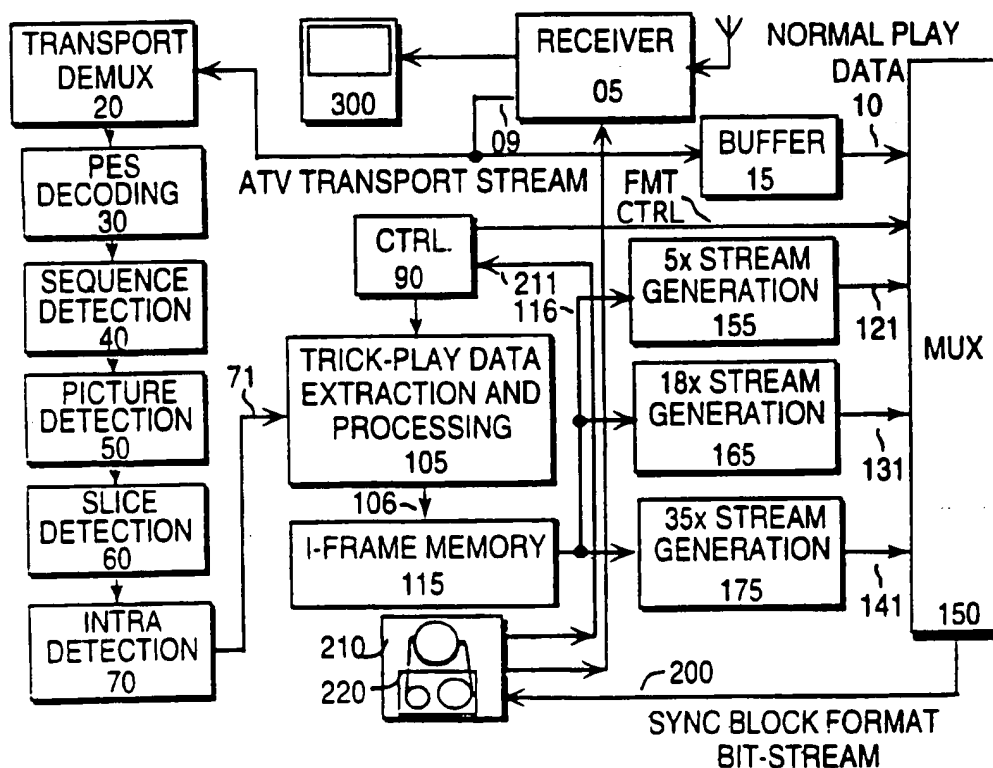 TRANSPORT
DEMUX
20
PES
DECODING
30
SEQUENCE
DETECTION
40
PICTURE
DETECTION
50
SLICE
DETECTION
60
INTRA
DETECTION
70
71
300
RECEIVER
05
09
ATV TRANSPORT STREAM
NORMAL PLAY
DATA
10
BUFFER
15
FMT
CTRL
CTRL.
90
211
116
TRICK-PLAY DATA
EXTRACTION AND
PROCESSING
105
106
I-FRAME MEMORY
115
210
220
5x STREAM
GENERATION
155
121
18x STREAM
GENERATION
165
131
35x STREAM
GENERATION
175
141
MUX
150
200
SYNC BLOCK FORMAT
BIT-STREAM